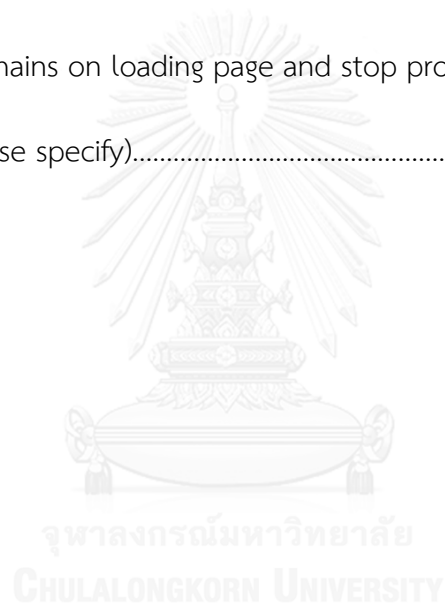 nains on loading page and stop pro
se specify)................................................
จุฬาลงกรณ์มหาวิทยาลัย
CHULALONGKORN UNIVERSITY